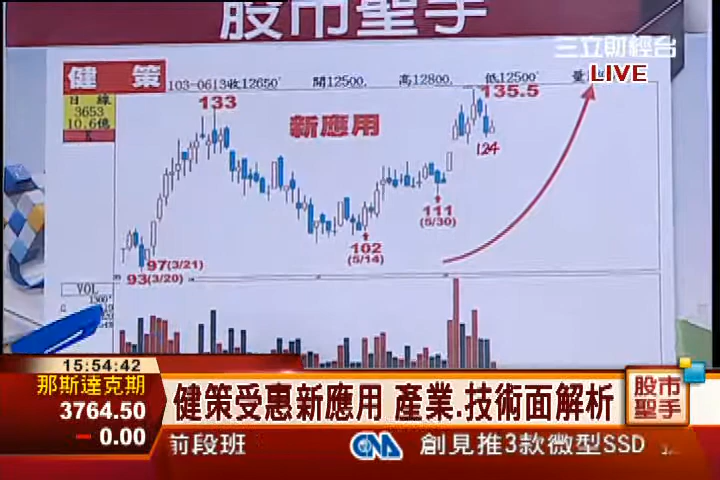 股市聖手
三立財經台
LIVE
健 策
103-0613收12650 開12500. 高12800. 低12500 量
日線
3653
10.6億
133
新應用
135.5
124
111
(5/30)
102
(5/14)
97(3/21)
93(3/20)
VOL
15:54:42
那斯達克期
3764.50
0.00
健策受惠新應用 產業.技術面解析
股市
聖手
前段班 CNA 創見推3款微型SSD